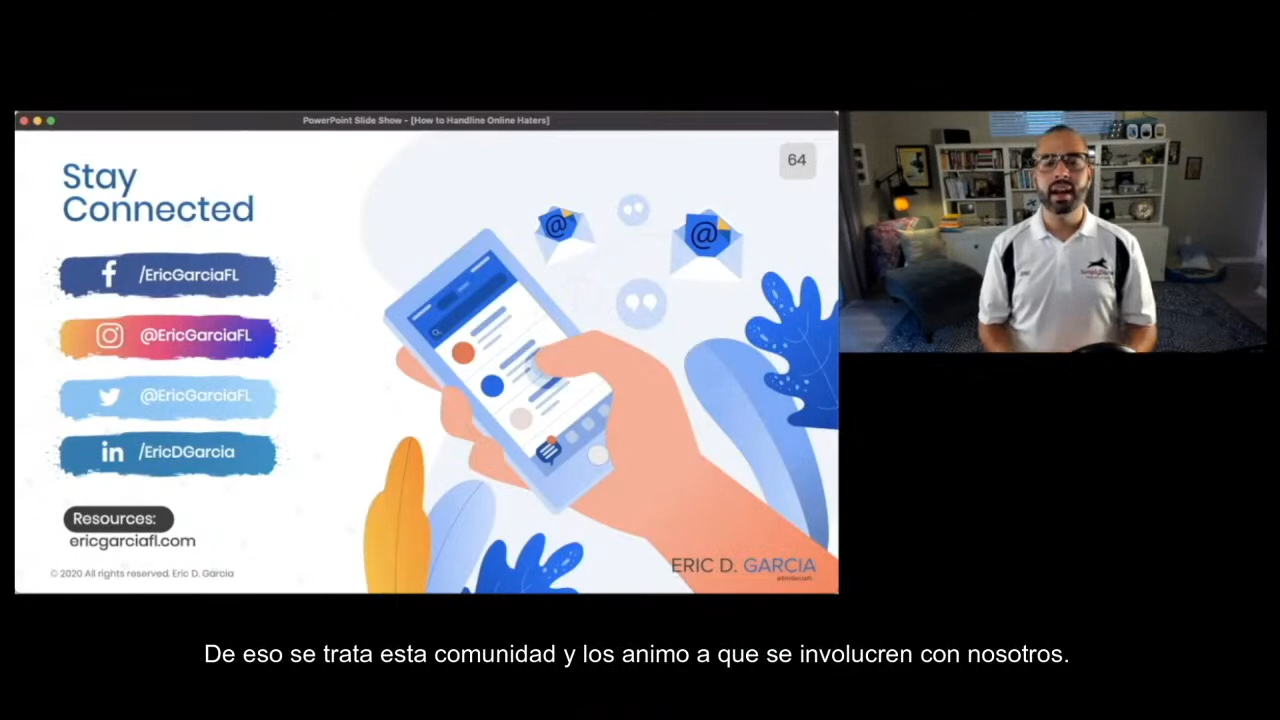 PowerPoint Slide Show - [How to Handline Online Haters]
64
Stay
Connected
/EricGarciaFL
@EricGarciaFL
@EricGarciaFL
/EricDGarcia
Resources:
ericgarciafl.com
© 2020 All rights reserved. Eric D. Garcia
ERIC D. GARCIA
@EricGarciaFL
De eso se trata esta comunidad y los animo a que se involucren con nosotros.